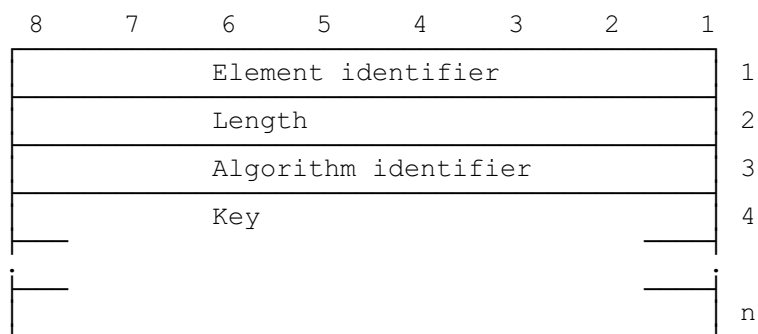 8 7 6 5 4 3 2 1
Element identifier 1
Length 2
Algorithm identifier 3
Key 4
n